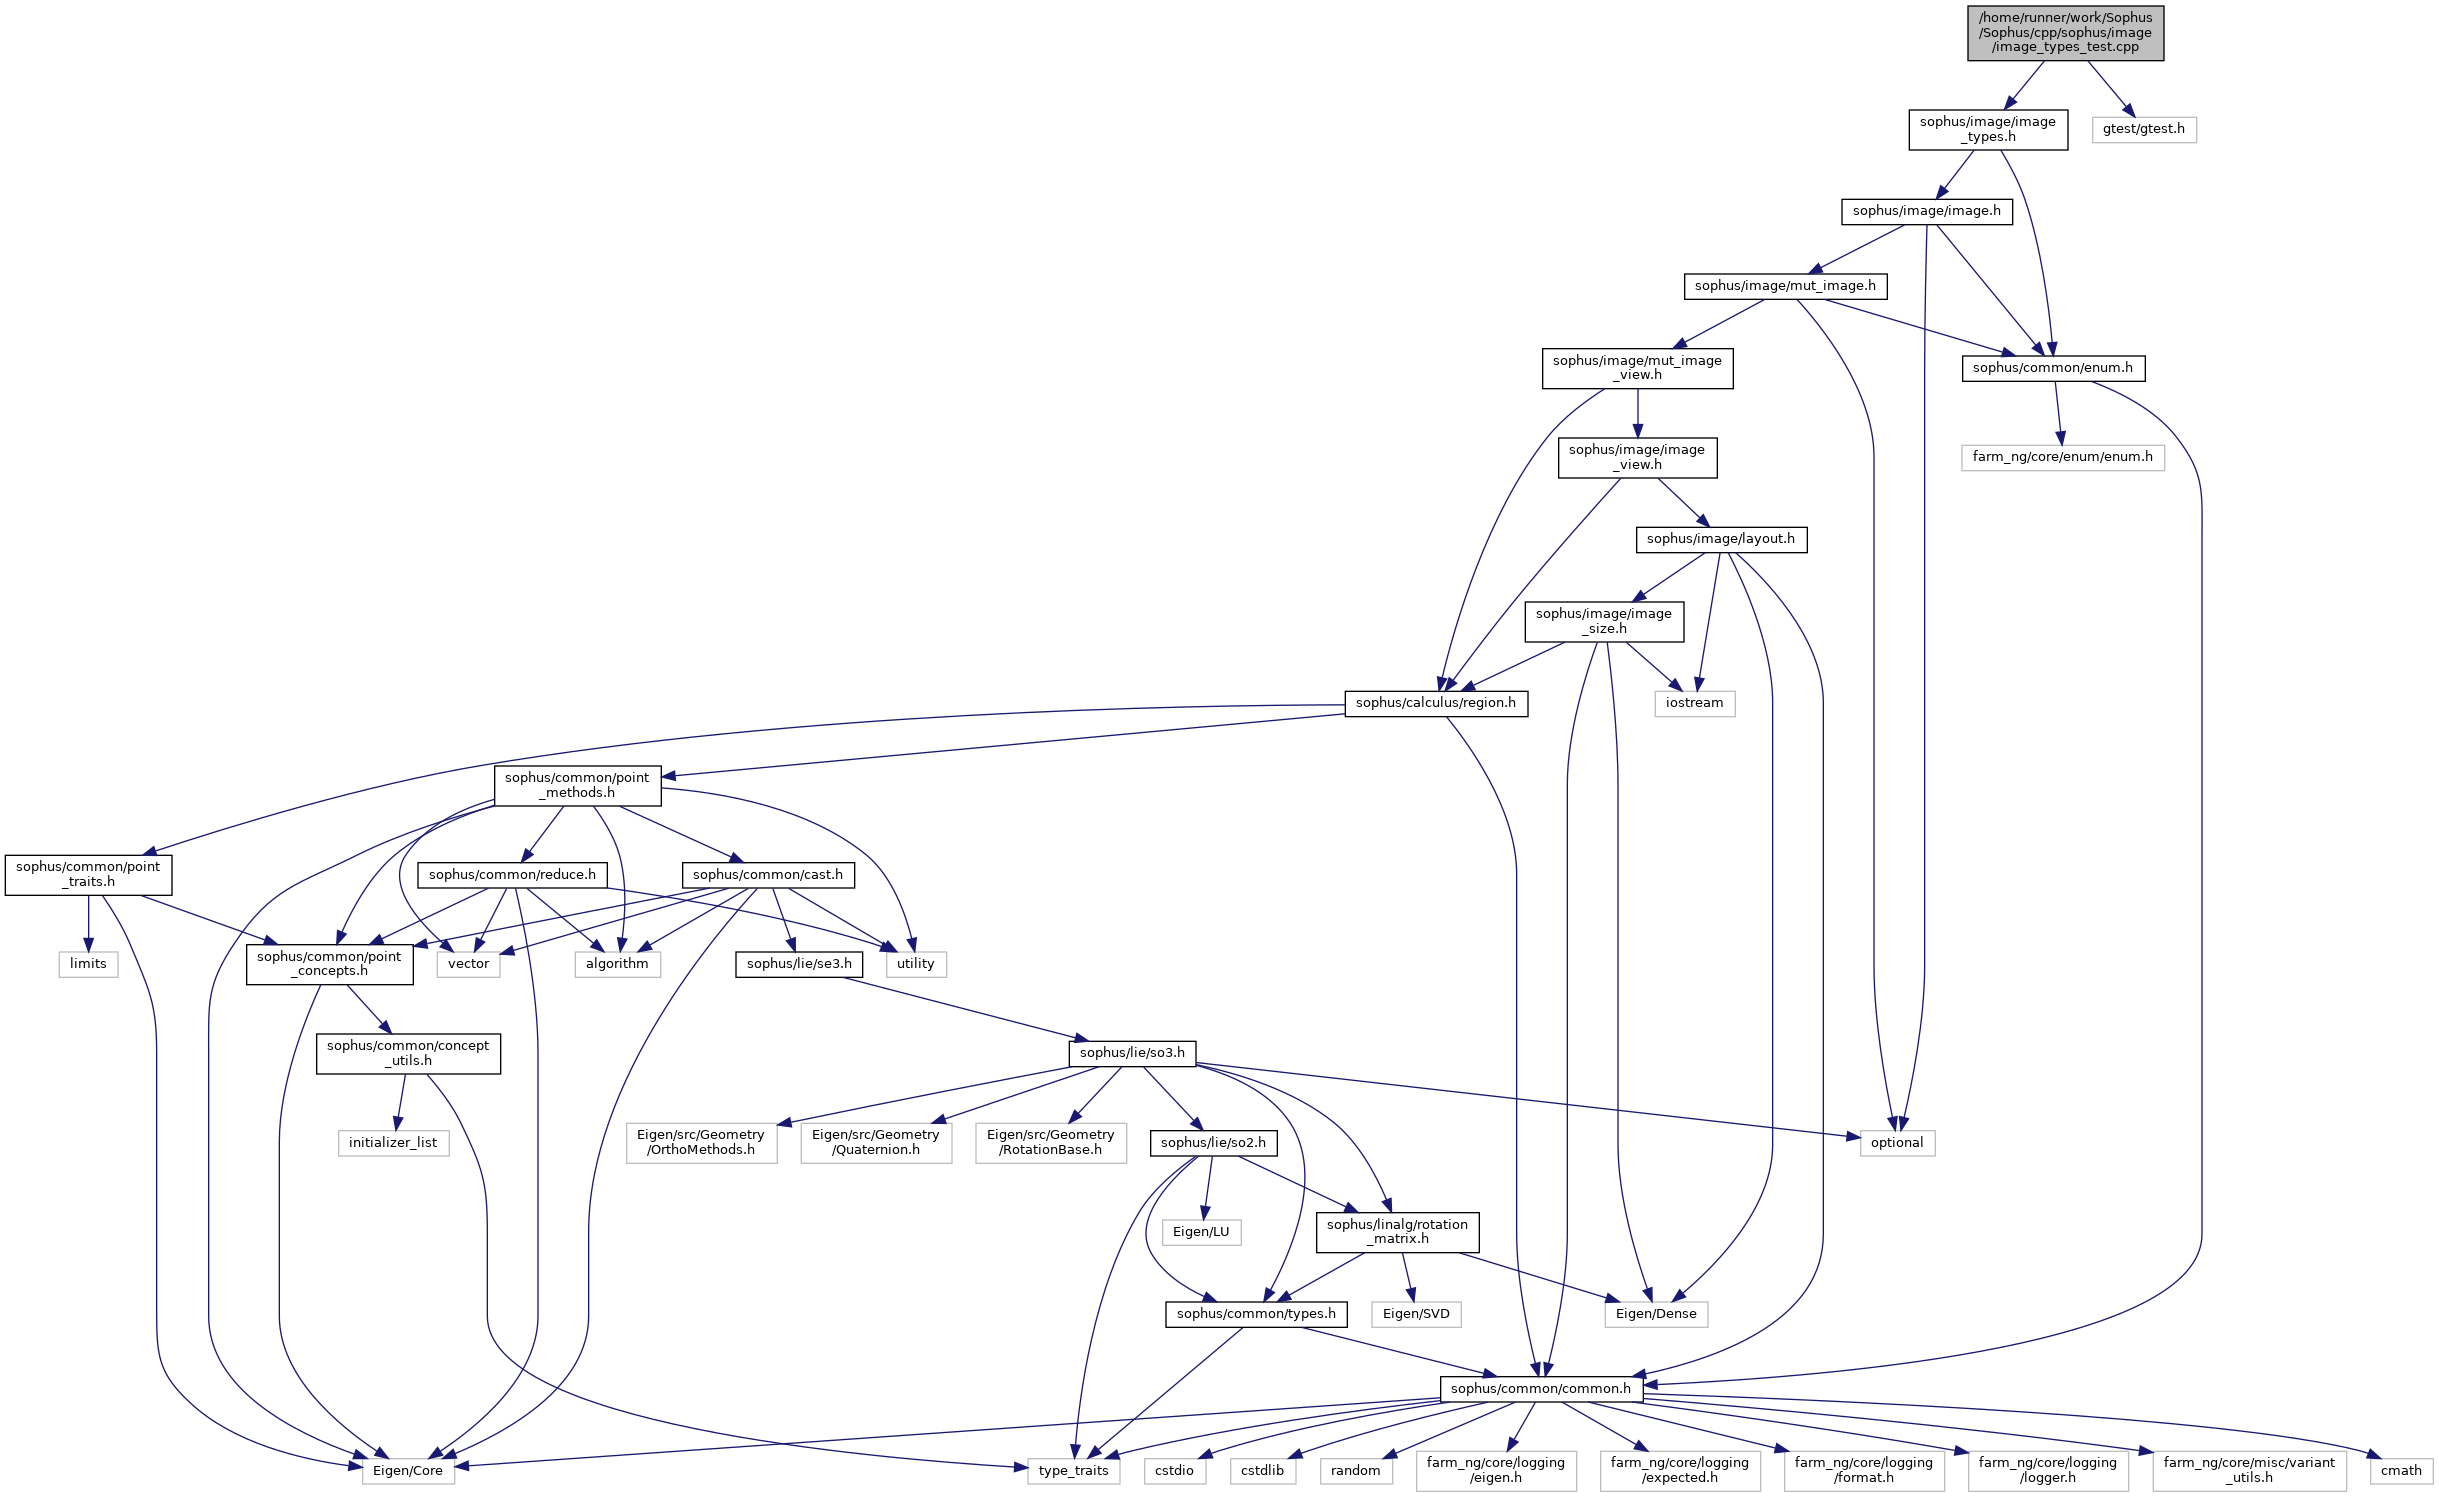 /home/runner/work/Sophus
/Sophus/cpp/sophus/image
/image_types_test.cpp
sophus/image/image
_types.h
gtest/gtest.h
sophus/image/image.h
sophus/image/mut_image.h
sophus/image/mut_image
_view.h
sophus/common/enum.h
sophus/image/image
_view.h
farm_ng/core/enum/enum.h
sophus/image/layout.h
sophus/image/image
_size.h
sophus/calculus/region.h
iostream
sophus/common/point
_methods.h
sophus/common/point
_traits.h
sophus/common/reduce.h
sophus/common/cast.h
limits
sophus/common/point
_concepts.h
vector
algorithm
sophus/lie/se3.h
utility
sophus/common/concept
_utils.h
sophus/lie/so3.h
initializer_list
Eigen/src/Geometry
/OrthoMethods.h
Eigen/src/Geometry
/Quaternion.h
Eigen/src/Geometry
/RotationBase.h
sophus/lie/so2.h
optional
Eigen/LU
sophus/linalg/rotation
_matrix.h
sophus/common/types.h
Eigen/SVD
Eigen/Dense
sophus/common/common.h
Eigen/Core
type_traits
cstdio
cstdlib
random
farm_ng/core/logging
/eigen.h
farm_ng/core/logging
/expected.h
farm_ng/core/logging
/format.h
farm_ng/core/logging
/logger.h
farm_ng/core/misc/variant
_utils.h
cmath